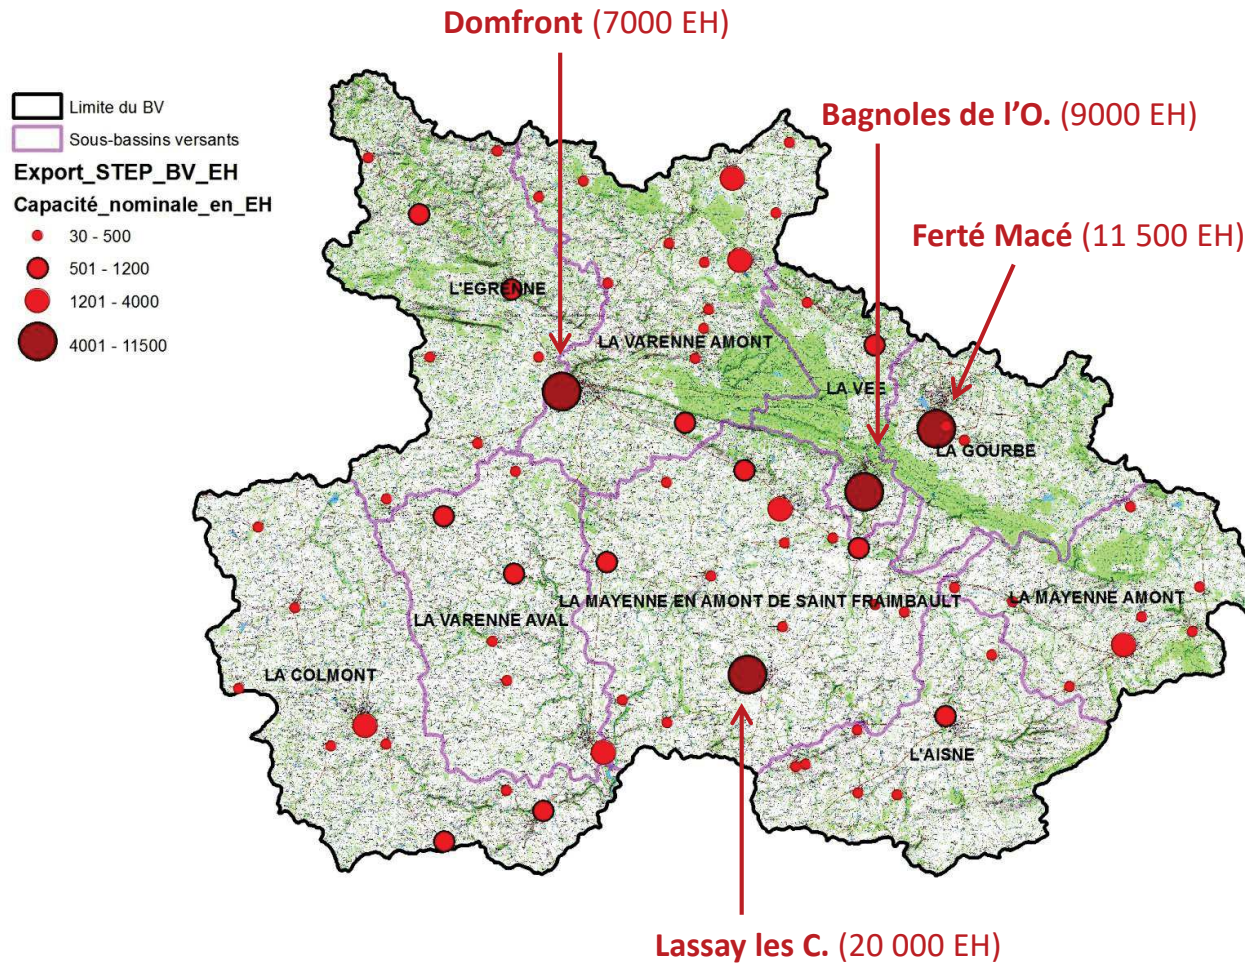 Domfront (7000 EH)
Limite du BV
Sous-bassins versants
Export_STEP_BV_EH
Capacité_nominale_en_EH
30 - 500
501 - 1200
1201 - 4000
4001 - 11500
Bagnoles de l'O. (9000 EH)
Ferté Macé (11 500 EH)
L'EGRENNE
LA VARENNE AMONT
LA VEE
LA GOURBE
LA MAYENNE EN AMONT DE SAINT FRAIMBAULT
LA MAYENNE AMONT
LA VARENNE AVAL
LA COLMONT
L'AISNE
Lassay les C. (20 000 EH)